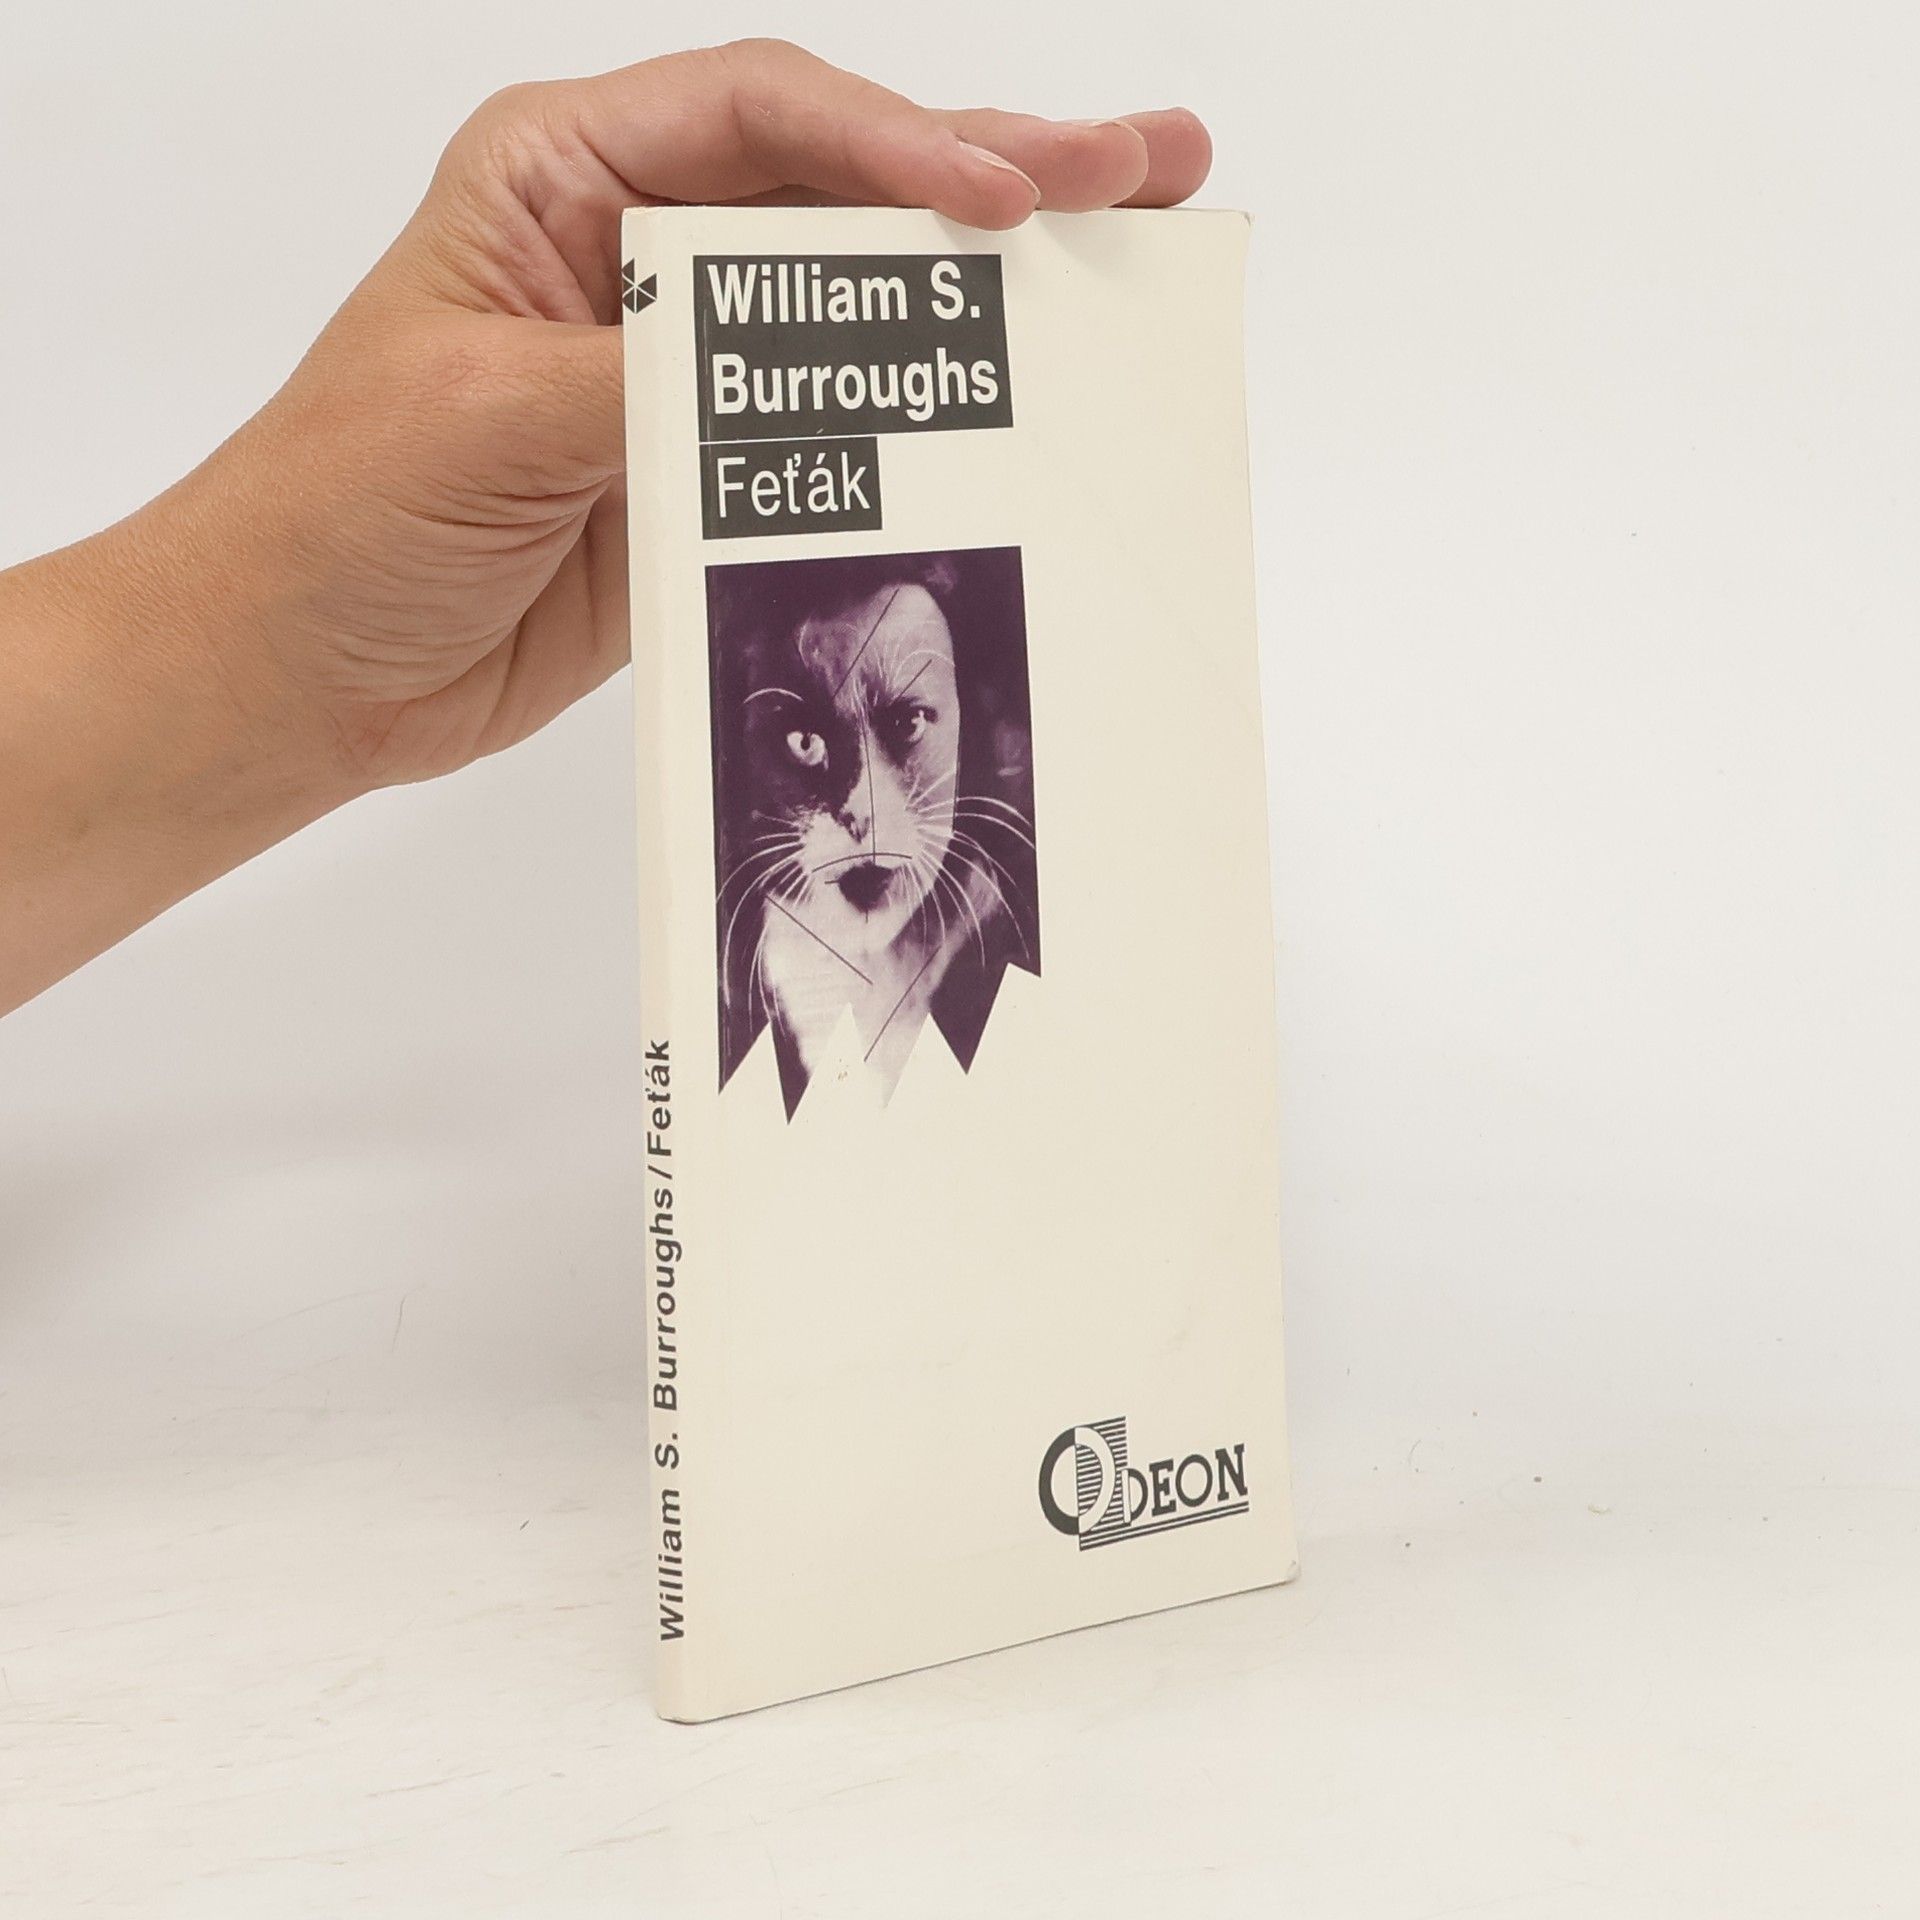 William S.
Burroughs
Feťák
William S. Burroughs/Feťák
ODEON